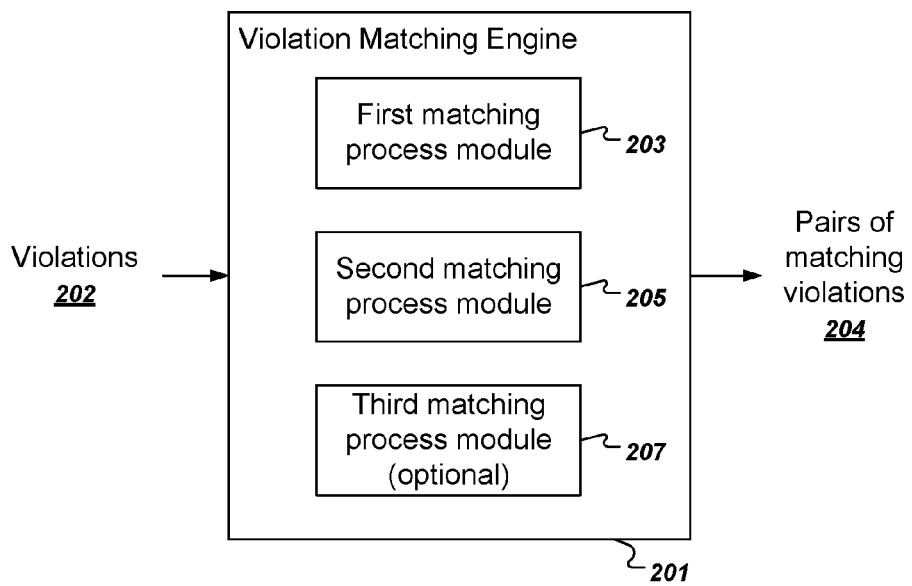 Violation Matching Engine
First matching
process module
203
Violations
202
Second matching
process module
205
Pairs of
matching
violations
204
Third matching
process module
(optional)
207
201